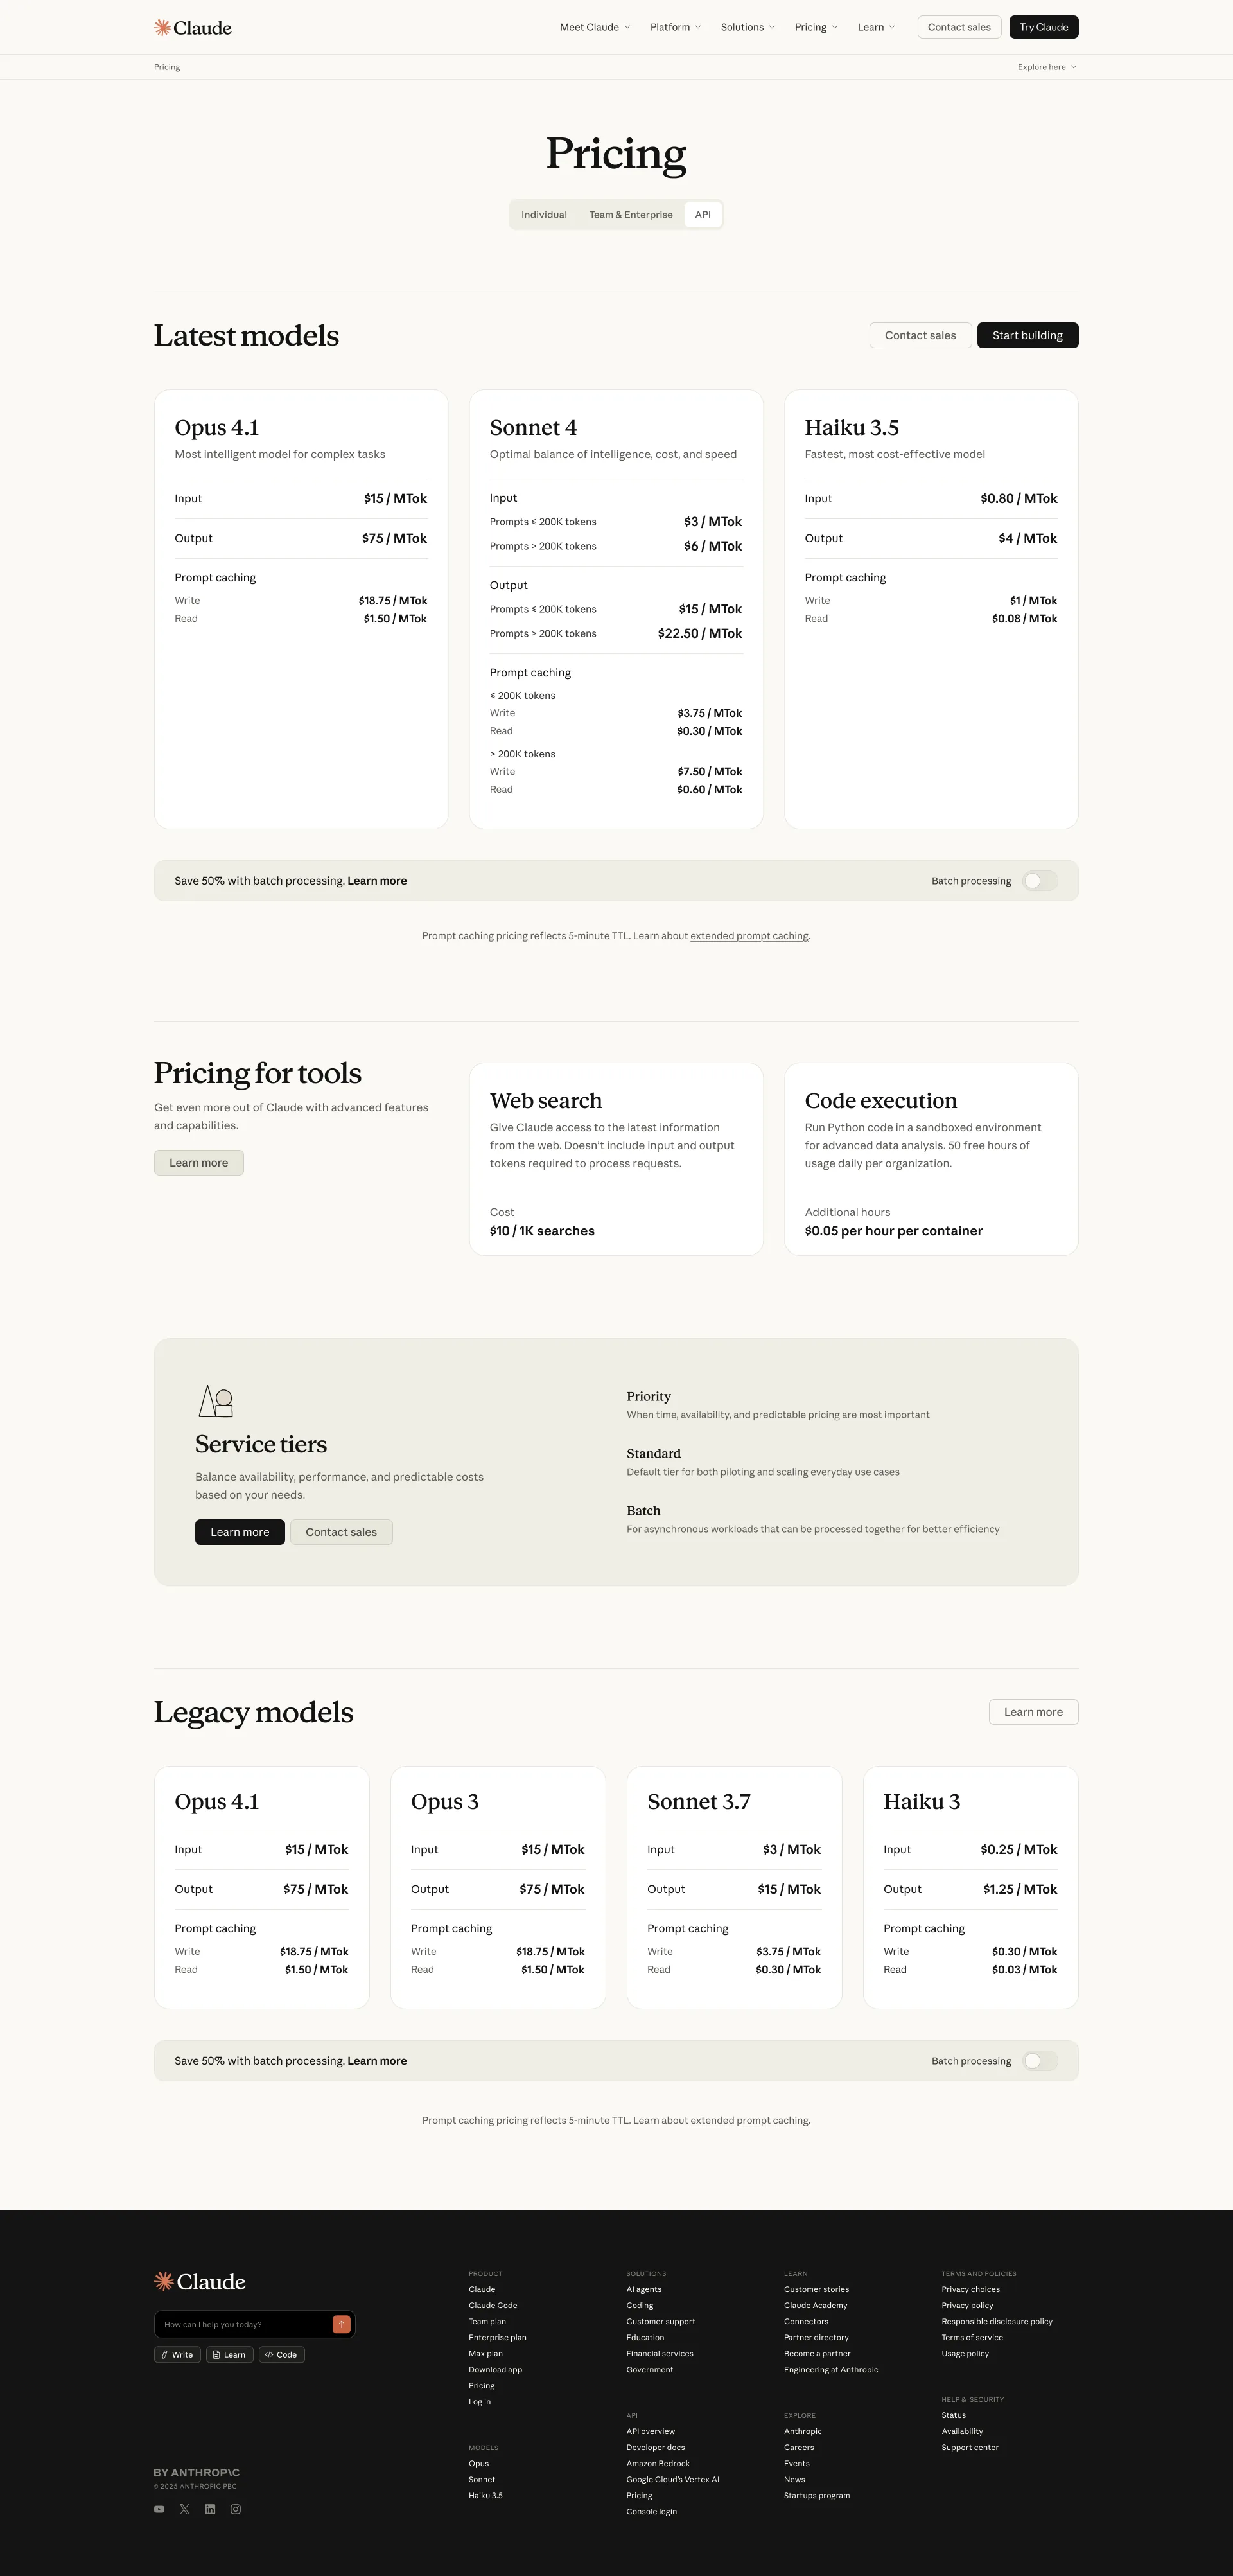 Claude
Meet Claude Platform Solutions Pricing Learn Contact sales Try Claude
Pricing Explore here
Pricing
Individual Team & Enterprise API
Latest models
Contact sales Start building
Opus 4.1
Most intelligent model for complex tasks
Input $15 / MTok
Output $75 / MTok
Prompt caching
Write $18.75 / MTok
Read $1.50 / MTok
Sonnet 4
Optimal balance of intelligence, cost, and speed
Input
Prompts ≤ 200K tokens $3 / MTok
Prompts > 200K tokens $6 / MTok
Output
Prompts ≤ 200K tokens $15 / MTok
Prompts > 200K tokens $22.50 / MTok
Prompt caching
≤ 200K tokens
Write $3.75 / MTok
Read $0.30 / MTok
> 200K tokens
Write $7.50 / MTok
Read $0.60 / MTok
Haiku 3.5
Fastest, most cost-effective model
Input $0.80 / MTok
Output $4 / MTok
Prompt caching
Write $1 / MTok
Read $0.08 / MTok
Save 50% with batch processing. Learn more Batch processing
Prompt caching pricing reflects 5-minute TTL. Learn about extended prompt caching.
Pricing for tools
Get even more out of Claude with advanced features
and capabilities.
Learn more
Web search
Give Claude access to the latest information
from the web. Doesn't include input and output
tokens required to process requests.
Cost
$10 / 1K searches
Code execution
Run Python code in a sandboxed environment
for advanced data analysis. 50 free hours of
usage daily per organization.
Additional hours
$0.05 per hour per container
Service tiers
Balance availability, performance, and predictable costs
based on your needs.
Learn more Contact sales
Priority
When time, availability, and predictable pricing are most important
Standard
Default tier for both piloting and scaling everyday use cases
Batch
For asynchronous workloads that can be processed together for better efficiency
Legacy models
Learn more
Opus 4.1
Input $15 / MTok
Output $75 / MTok
Prompt caching
Write $18.75 / MTok
Read $1.50 / MTok
Opus 3
Input $15 / MTok
Output $75 / MTok
Prompt caching
Write $18.75 / MTok
Read $1.50 / MTok
Sonnet 3.7
Input $3 / MTok
Output $15 / MTok
Prompt caching
Write $3.75 / MTok
Read $0.30 / MTok
Haiku 3
Input $0.25 / MTok
Output $1.25 / MTok
Prompt caching
Write $0.30 / MTok
Read $0.03 / MTok
Save 50% with batch processing. Learn more Batch processing
Prompt caching pricing reflects 5-minute TTL. Learn about extended prompt caching.
Claude
How can I help you today?
Write Learn Code
BY ANTHROP\C
© 2025 ANTHROPIC PBC
PRODUCT
Claude
Claude Code
Team plan
Enterprise plan
Max plan
Download app
Pricing
Log in
MODELS
Opus
Sonnet
Haiku 3.5
SOLUTIONS
AI agents
Coding
Customer support
Education
Financial services
Government
API
API overview
Developer docs
Amazon Bedrock
Google Cloud's Vertex AI
Pricing
Console login
LEARN
Customer stories
Claude Academy
Connectors
Partner directory
Become a partner
Engineering at Anthropic
EXPLORE
Anthropic
Careers
Events
News
Startups program
TERMS AND POLICIES
Privacy choices
Privacy policy
Responsible disclosure policy
Terms of service
Usage policy
HELP & SECURITY
Status
Availability
Support center